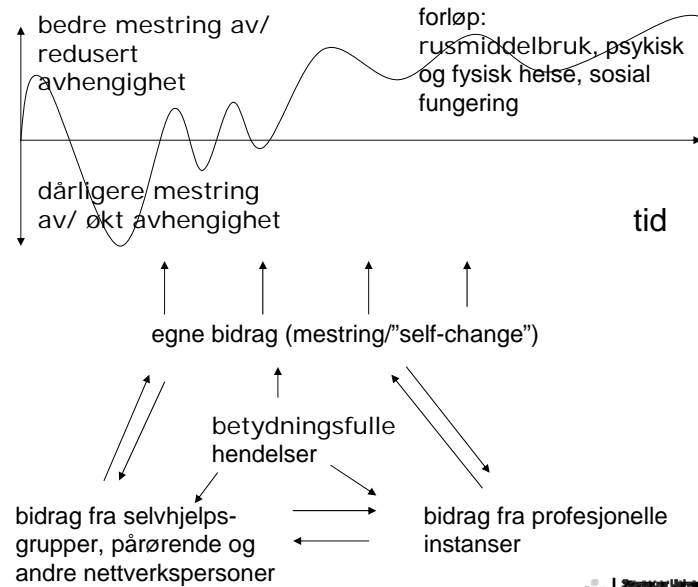 bedre mestring av/
redusert
avhengighet
forløp:
rusmiddelbruk, psykisk
og fysisk helse, sosial
fungering
dårligere mestring
av/ økt avhengighet
tid
egne bidrag (mestring/"self-change")
betydningsfulle
hendelser
bidrag fra selvhjelps-
grupper, pårørende og
andre nettverkspersoner
bidrag fra profesjonelle
instanser